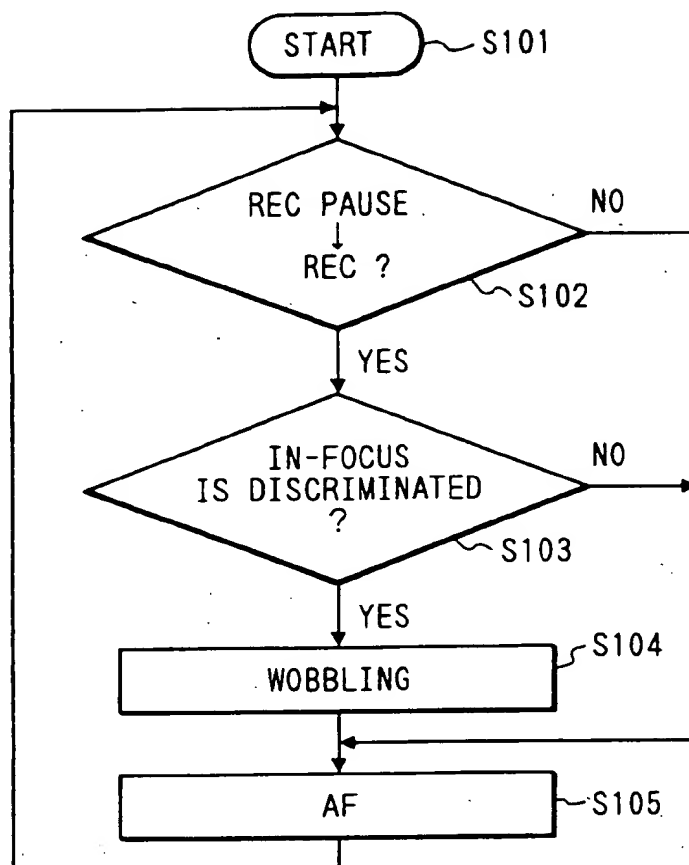 START
S101
REC PAUSE
↓
REC ?
NO
S102
YES
IN-FOCUS
IS DISCRIMINATED
?
NO
S103
YES
WOBBLING
S104
AF
S105